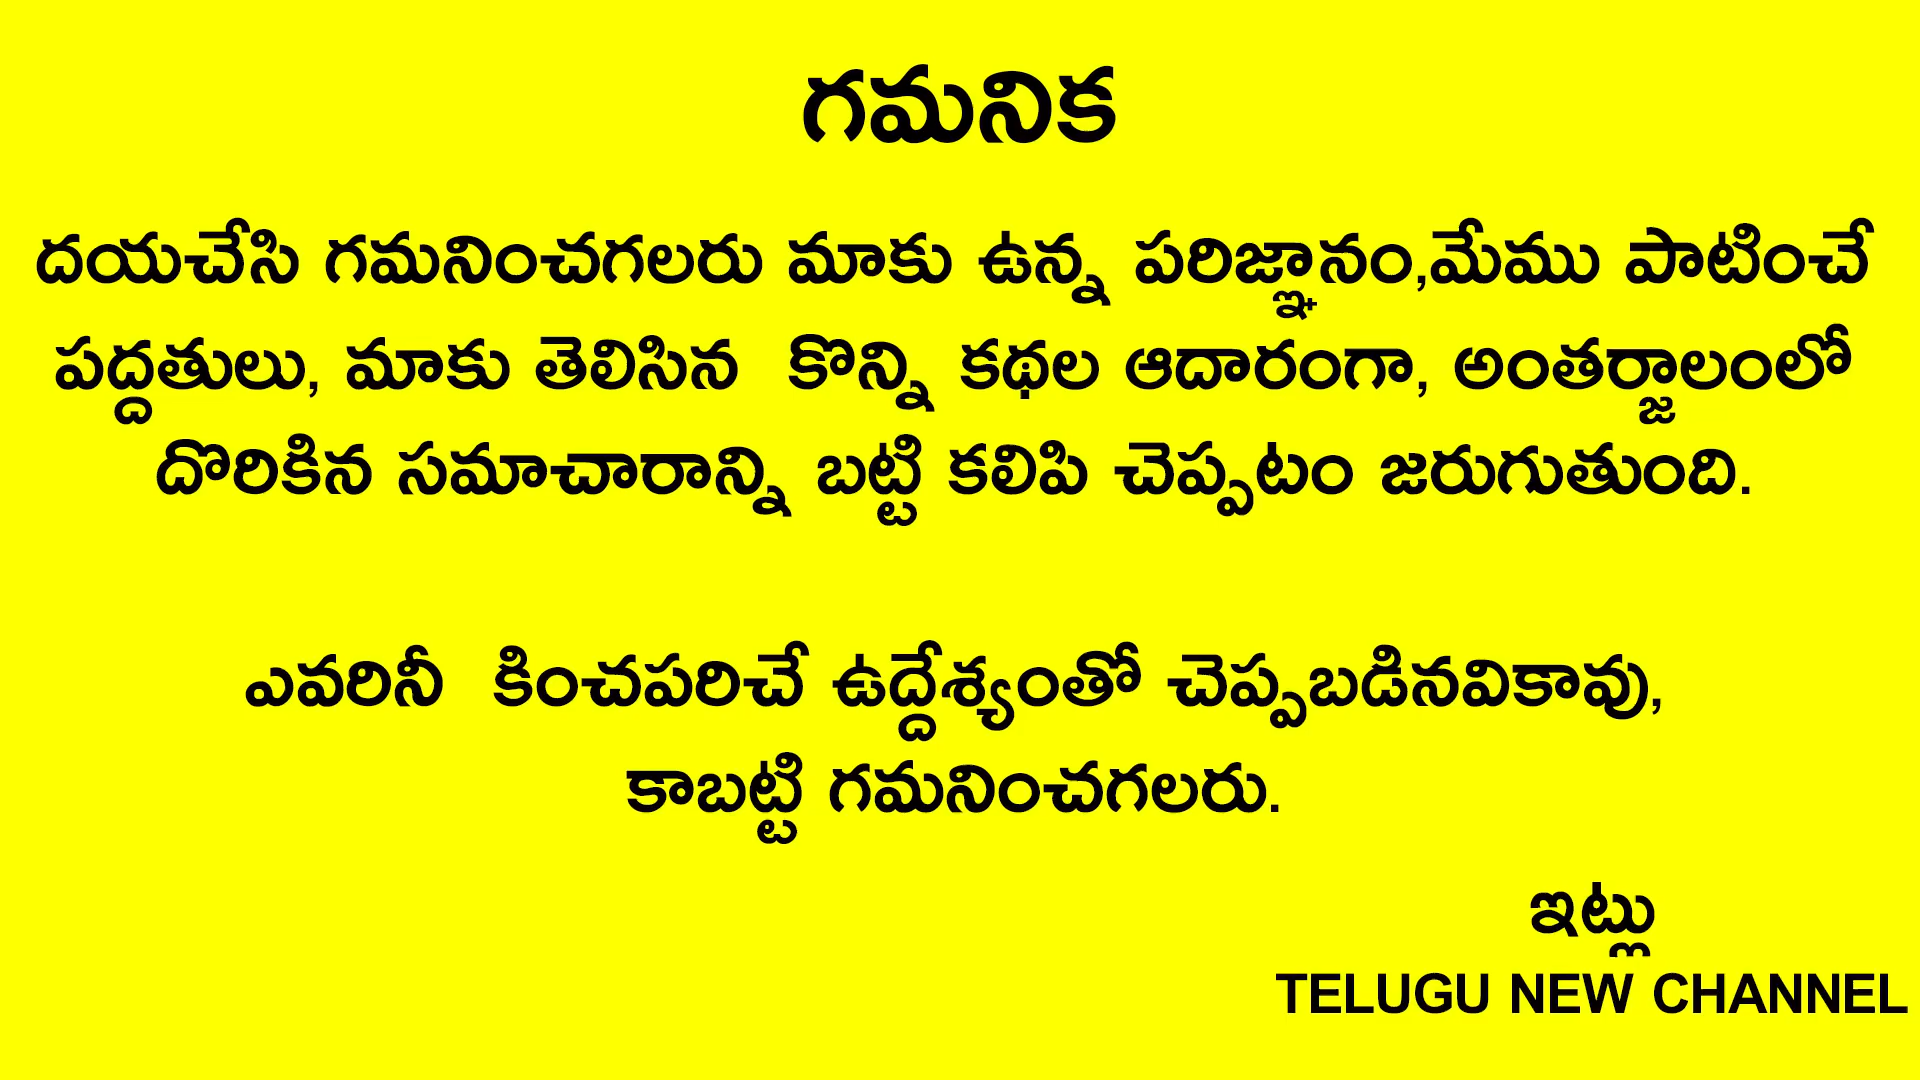 గమనిక
దయచేసి గమనించగలరు మాకు ఉన్న పరిజ్ఞానం,మేము పాటించే
పద్దతులు, మాకు తెలిసిన కొన్ని కథల ఆదారంగా, అంతర్జాలంలో
దొరికిన సమాచారాన్ని బట్టి కలిపి చెప్పటం జరుగుతుంది.
ఎవరినీ కించపరిచే ఉద్దేశ్యంతో చెప్పబడినవికావు,
కాబట్టి గమనించగలరు.
ఇట్లు
TELUGU NEW CHANNEL